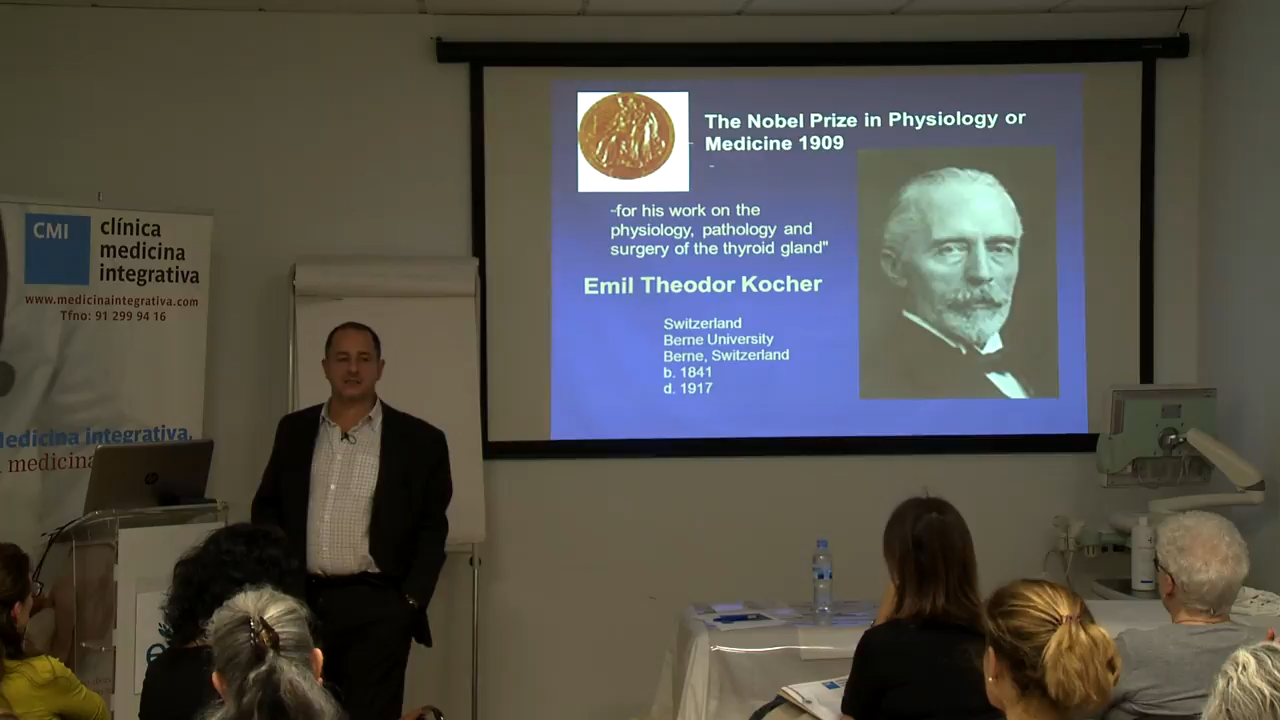 CMI
clínica
medicina
integrativa
www.medicinaintegrativa.com
Tfno: 91 299 94 16
Medicina integrativa,
medicina
The Nobel Prize in Physiology or
Medicine 1909
-for his work on the
physiology, pathology and
surgery of the thyroid gland"
Emil Theodor Kocher
Switzerland
Berne University
Berne, Switzerland
b. 1841
d. 1917